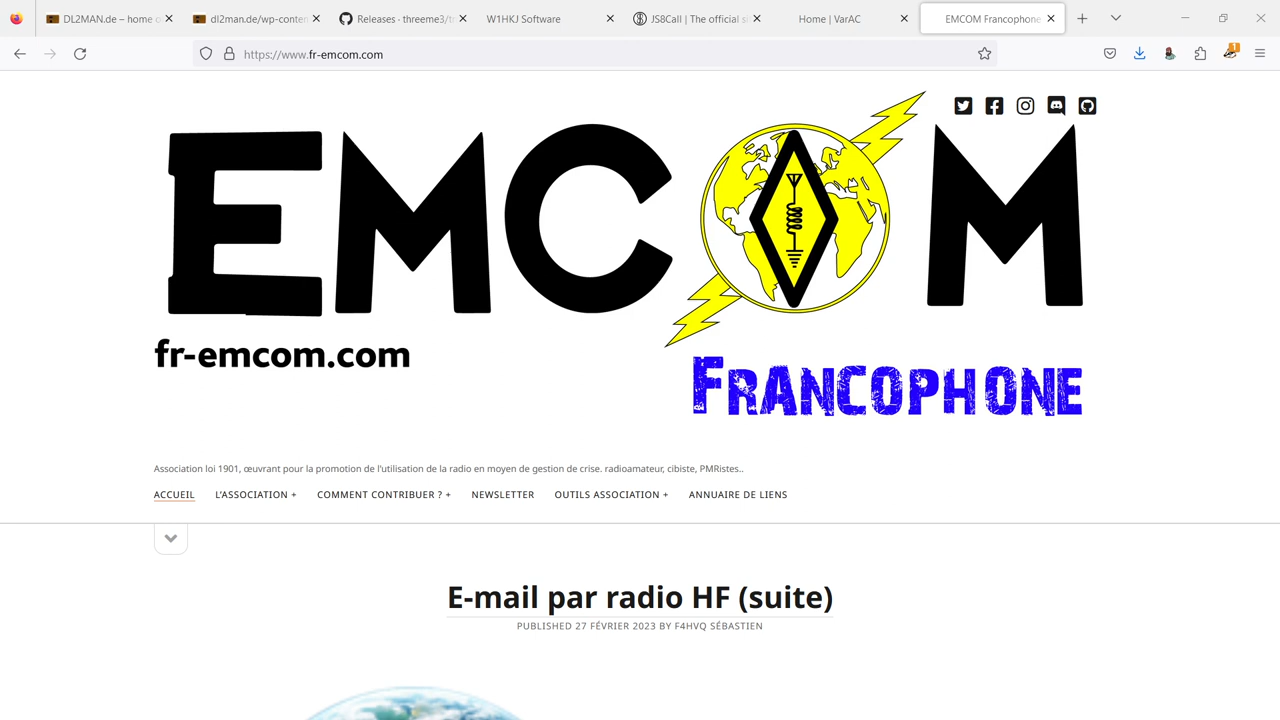 DL2MAN.de – home o
dl2man.de/wp-conten
Releases · threeme3/tr
W1HKJ Software
JS8Call | The official s
Home | VarAC
EMCOM Francophone
https://www.fr-emcom.com
1
EMCOM
fr-emcom.com
FRANCOPHONE
Association loi 1901, œuvrant pour la promotion de l'utilisation de la radio en moyen de gestion de crise. radioamateur, cibiste, PMRistes..
ACCUEIL L'ASSOCIATION + COMMENT CONTRIBUER ? + NEWSLETTER OUTILS ASSOCIATION + ANNUAIRE DE LIENS
E-mail par radio HF (suite)
PUBLISHED 27 FÉVRIER 2023 BY F4HVQ SÉBASTIEN